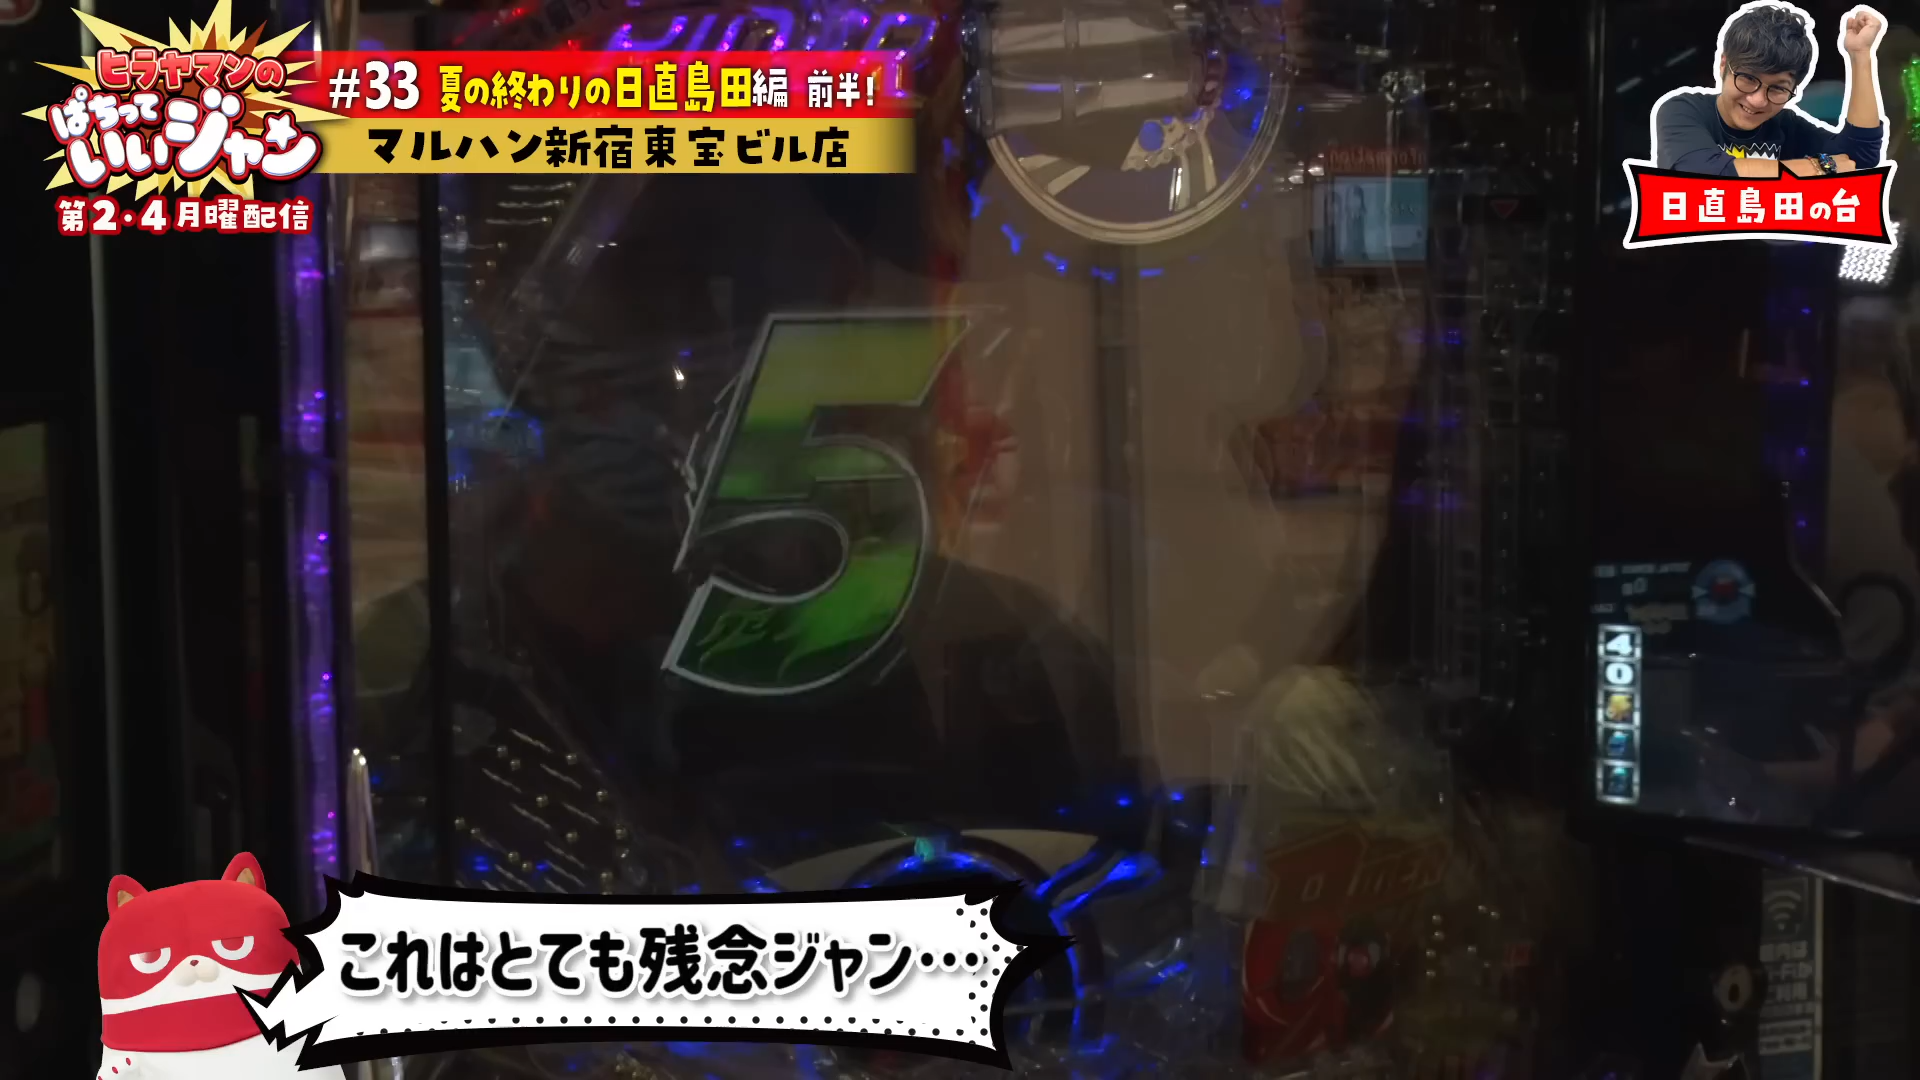 ヒラヤマンの
ぱちって
いいジャン
第2・4月曜配信
#33 夏の終わりの日直島田編 前半!
マルハン新宿東宝ビル店
日直島田の台
5
4
0
これはとても残念ジャン…